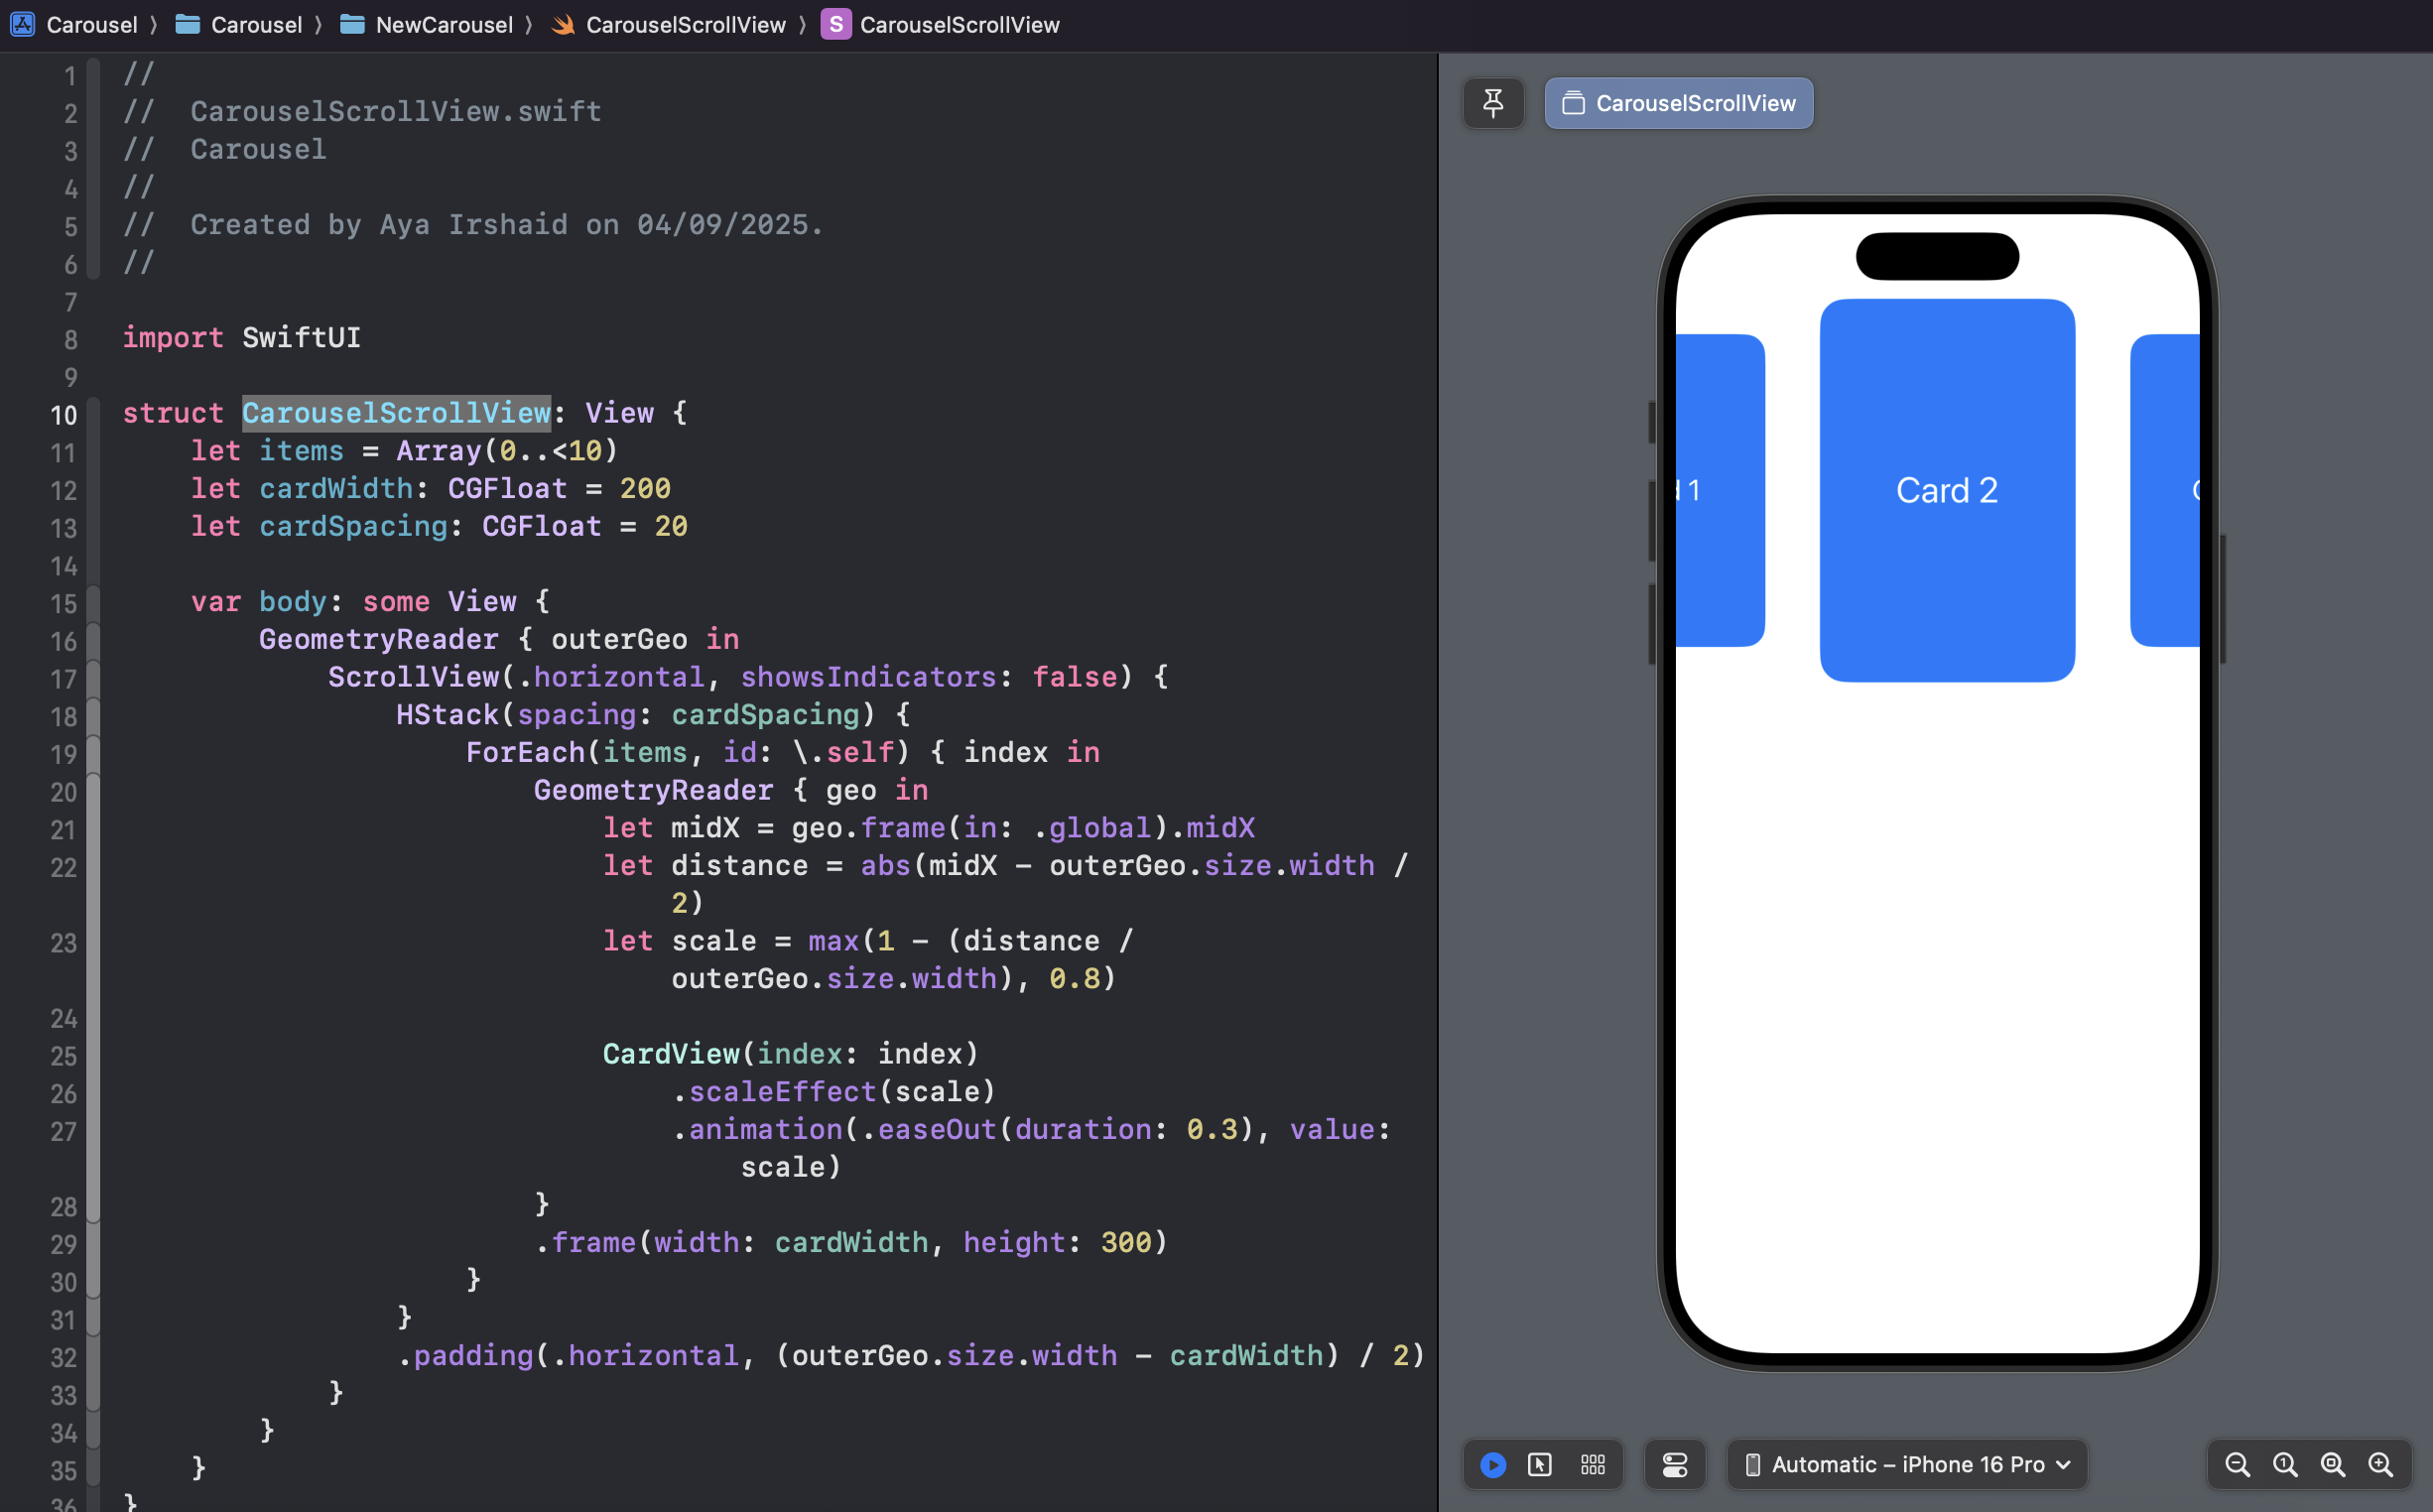 Carousel 〉 Carousel 〉 NewCarousel 〉 CarouselScrollView 〉 S CarouselScrollView
1 //
2 //  CarouselScrollView.swift
3 //  Carousel
4 //
5 //  Created by Aya Irshaid on 04/09/2025.
6 //
7
8 import SwiftUI
9
10 struct CarouselScrollView: View {
11     let items = Array(0..<10)
12     let cardWidth: CGFloat = 200
13     let cardSpacing: CGFloat = 20
14
15     var body: some View {
16         GeometryReader { outerGeo in
17             ScrollView(.horizontal, showsIndicators: false) {
18                 HStack(spacing: cardSpacing) {
19                     ForEach(items, id: \.self) { index in
20                         GeometryReader { geo in
21                             let midX = geo.frame(in: .global).midX
22                             let distance = abs(midX - outerGeo.size.width /
2)
23                             let scale = max(1 - (distance /
outerGeo.size.width), 0.8)
24
25                             CardView(index: index)
26                                 .scaleEffect(scale)
27                                 .animation(.easeOut(duration: 0.3), value:
scale)
28                         }
29                         .frame(width: cardWidth, height: 300)
30                     }
31                 }
32                 .padding(.horizontal, (outerGeo.size.width - cardWidth) / 2)
33             }
34         }
35     }
36 }
CarouselScrollView
d 1
Card 2
C
Automatic – iPhone 16 Pro